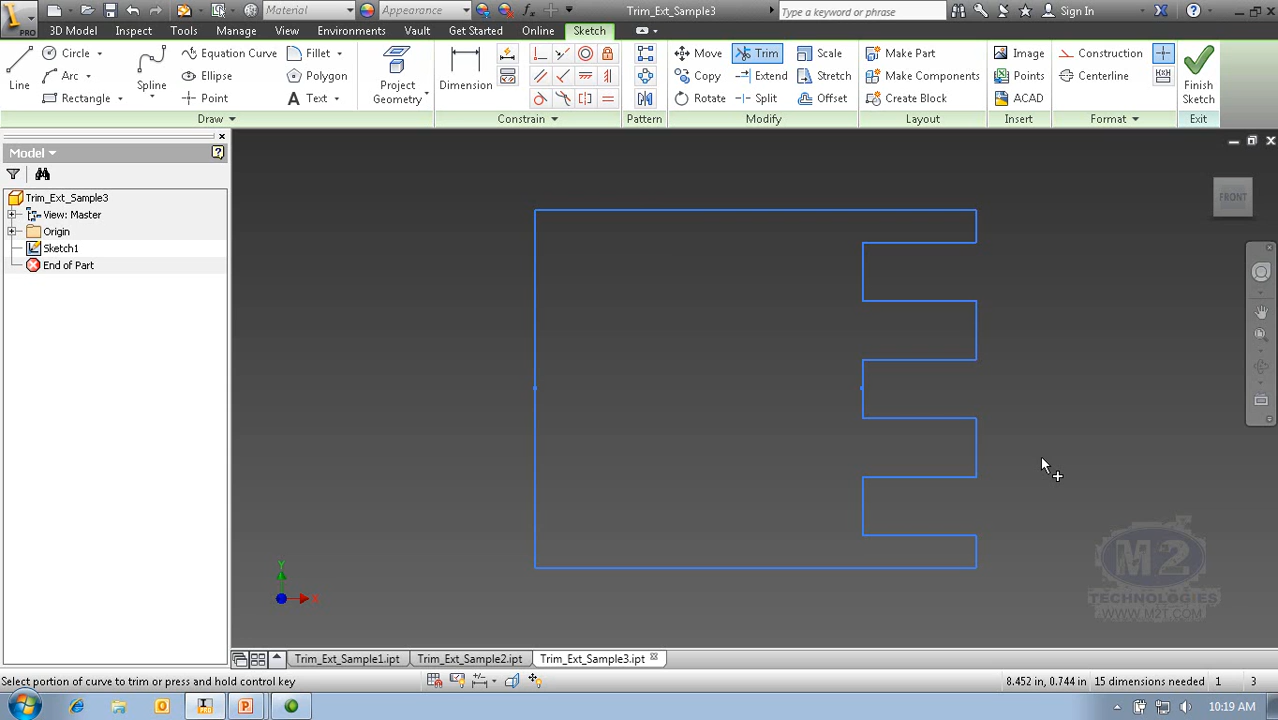 PRO
Material
Appearance
Trim_Ext_Sample3
Type a keyword or phrase
Sign In
3D Model Inspect Tools Manage View Environments Vault Get Started Online Sketch
Line
Circle
Arc
Rectangle
Spline
Equation Curve
Ellipse
Point
Fillet
Polygon
Text
Project
Geometry
Dimension
Move
Copy
Rotate
Trim
Extend
Split
Scale
Stretch
Offset
Make Part
Make Components
Create Block
Image
Points
ACAD
Construction
Centerline
Finish
Sketch
Draw Constrain Pattern Modify Layout Insert Format Exit
Model
Trim_Ext_Sample3
View: Master
Origin
Sketch1
End of Part
FRONT
Y
X
M2
TECHNOLOGIES
WWW.M2T.COM
Trim_Ext_Sample1.ipt Trim_Ext_Sample2.ipt Trim_Ext_Sample3.ipt
Select portion of curve to trim or press and hold control key
8.452 in, 0.744 in 15 dimensions needed 1 3
10:19 AM